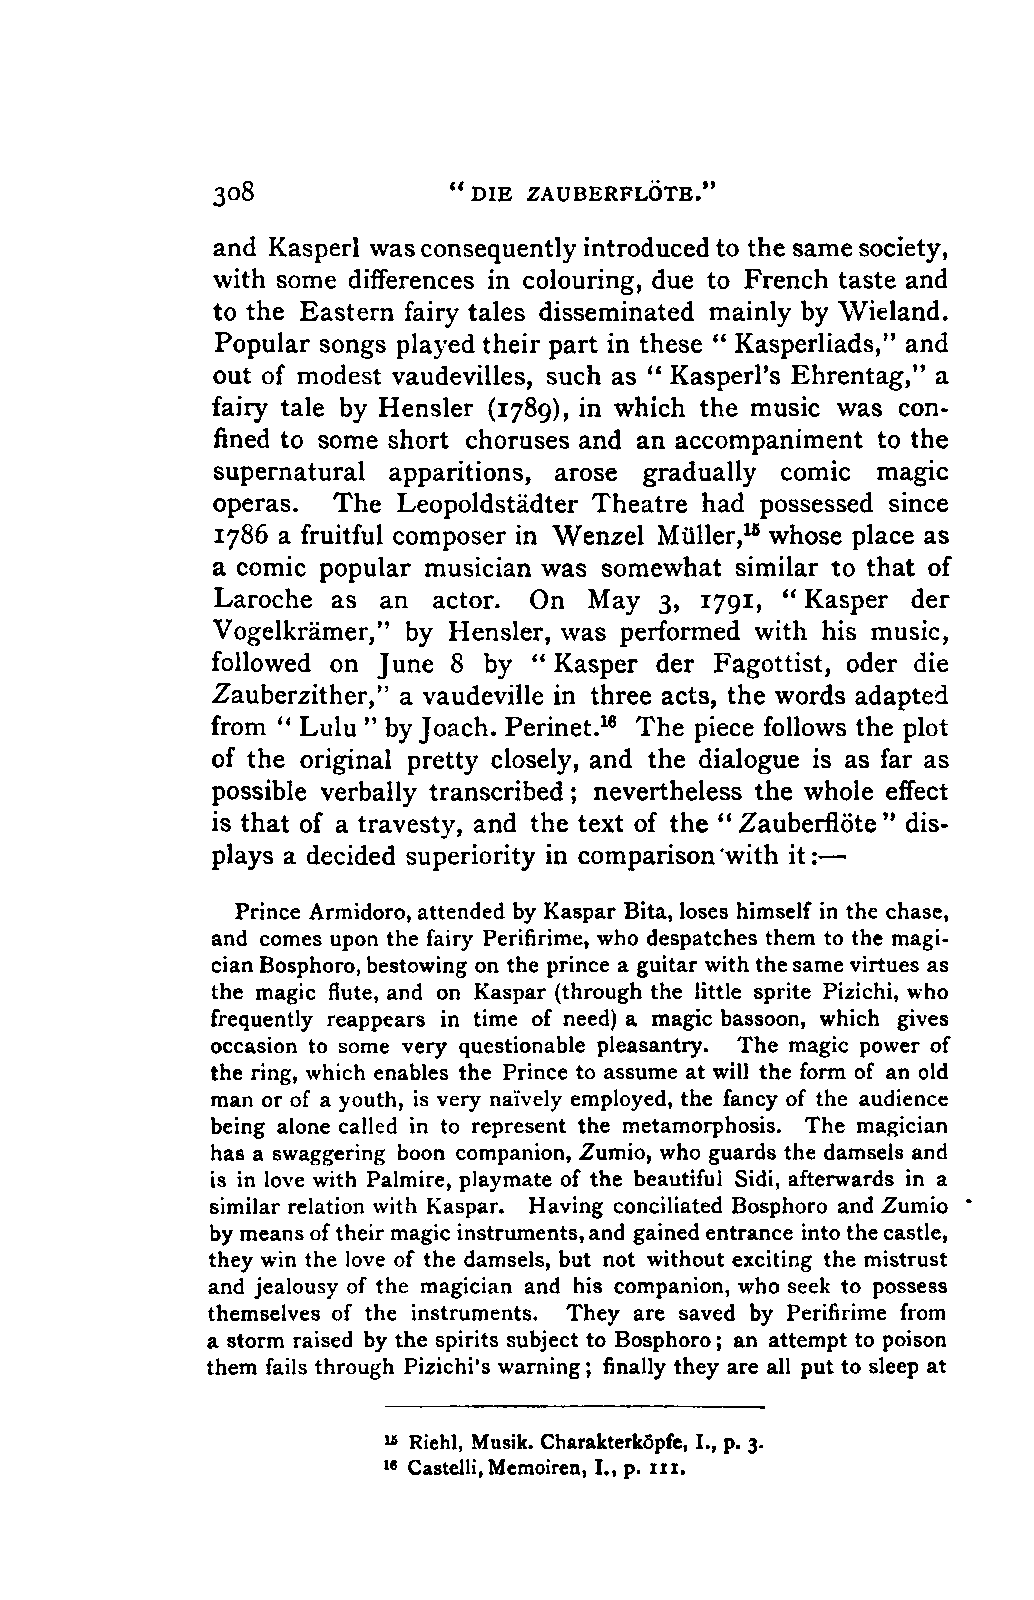 308 "DIE ZAUBERFLÖTE."
and Kasperl was consequently introduced to the same society,
with some differences in colouring, due to French taste and
to the Eastern fairy tales disseminated mainly by Wieland.
Popular songs played their part in these "Kasperliads," and
out of modest vaudevilles, such as "Kasperl's Ehrentag," a
fairy tale by Hensler (1789), in which the music was con-
fined to some short choruses and an accompaniment to the
supernatural apparitions, arose gradually comic magic
operas. The Leopoldstädter Theatre had possessed since
1786 a fruitful composer in Wenzel Müller,¹⁵ whose place as
a comic popular musician was somewhat similar to that of
Laroche as an actor. On May 3, 1791, "Kasper der
Vogelkrämer," by Hensler, was performed with his music,
followed on June 8 by "Kasper der Fagottist, oder die
Zauberzither," a vaudeville in three acts, the words adapted
from "Lulu" by Joach. Perinet.¹⁶ The piece follows the plot
of the original pretty closely, and the dialogue is as far as
possible verbally transcribed; nevertheless the whole effect
is that of a travesty, and the text of the "Zauberflöte" dis-
plays a decided superiority in comparison with it:—
Prince Armidoro, attended by Kaspar Bita, loses himself in the chase,
and comes upon the fairy Perifirime, who despatches them to the magi-
cian Bosphoro, bestowing on the prince a guitar with the same virtues as
the magic flute, and on Kaspar (through the little sprite Pizichi, who
frequently reappears in time of need) a magic bassoon, which gives
occasion to some very questionable pleasantry. The magic power of
the ring, which enables the Prince to assume at will the form of an old
man or of a youth, is very naïvely employed, the fancy of the audience
being alone called in to represent the metamorphosis. The magician
has a swaggering boon companion, Zumio, who guards the damsels and
is in love with Palmire, playmate of the beautiful Sidi, afterwards in a
similar relation with Kaspar. Having conciliated Bosphoro and Zumio
by means of their magic instruments, and gained entrance into the castle,
they win the love of the damsels, but not without exciting the mistrust
and jealousy of the magician and his companion, who seek to possess
themselves of the instruments. They are saved by Perifirime from
a storm raised by the spirits subject to Bosphoro; an attempt to poison
them fails through Pizichi's warning; finally they are all put to sleep at
¹⁵ Riehl, Musik. Charakterköpfe, I., p. 3.
¹⁶ Castelli, Memoiren, I., p. 111.